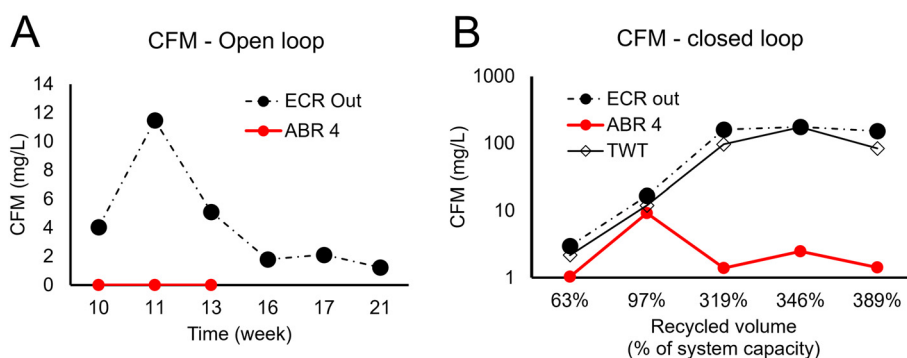 A
CFM - Open loop
CFM (mg/L)
14
12
10
8
6
4
2
0
ECR Out
ABR 4
10 11 13 16 17 21
Time (week)
B
CFM - closed loop
CFM (mg/L)
1000
100
10
1
ECR out
ABR 4
TWT
63% 97% 319% 346% 389%
Recycled volume
(% of system capacity)